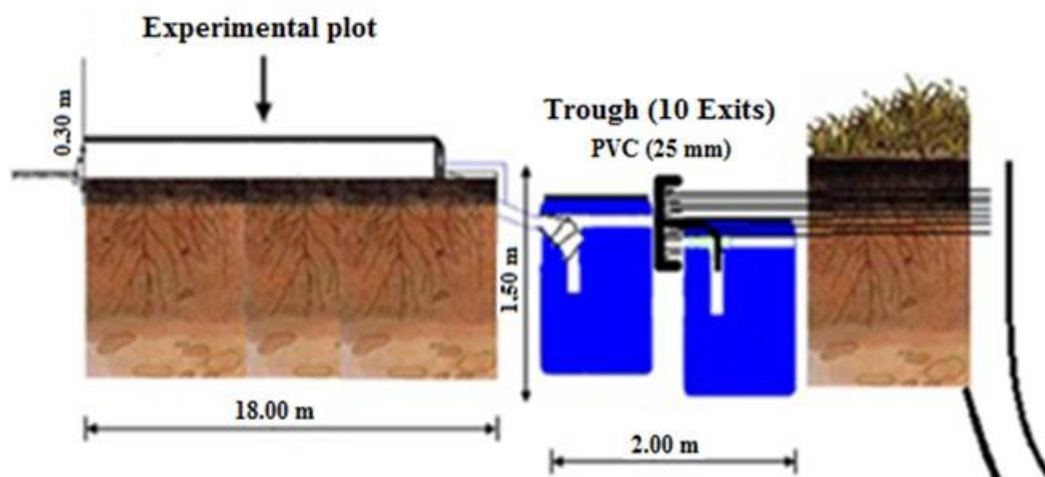 Experimental plot
0.30 m
Trough (10 Exits)
PVC (25 mm)
1.50 m
18.00 m
2.00 m